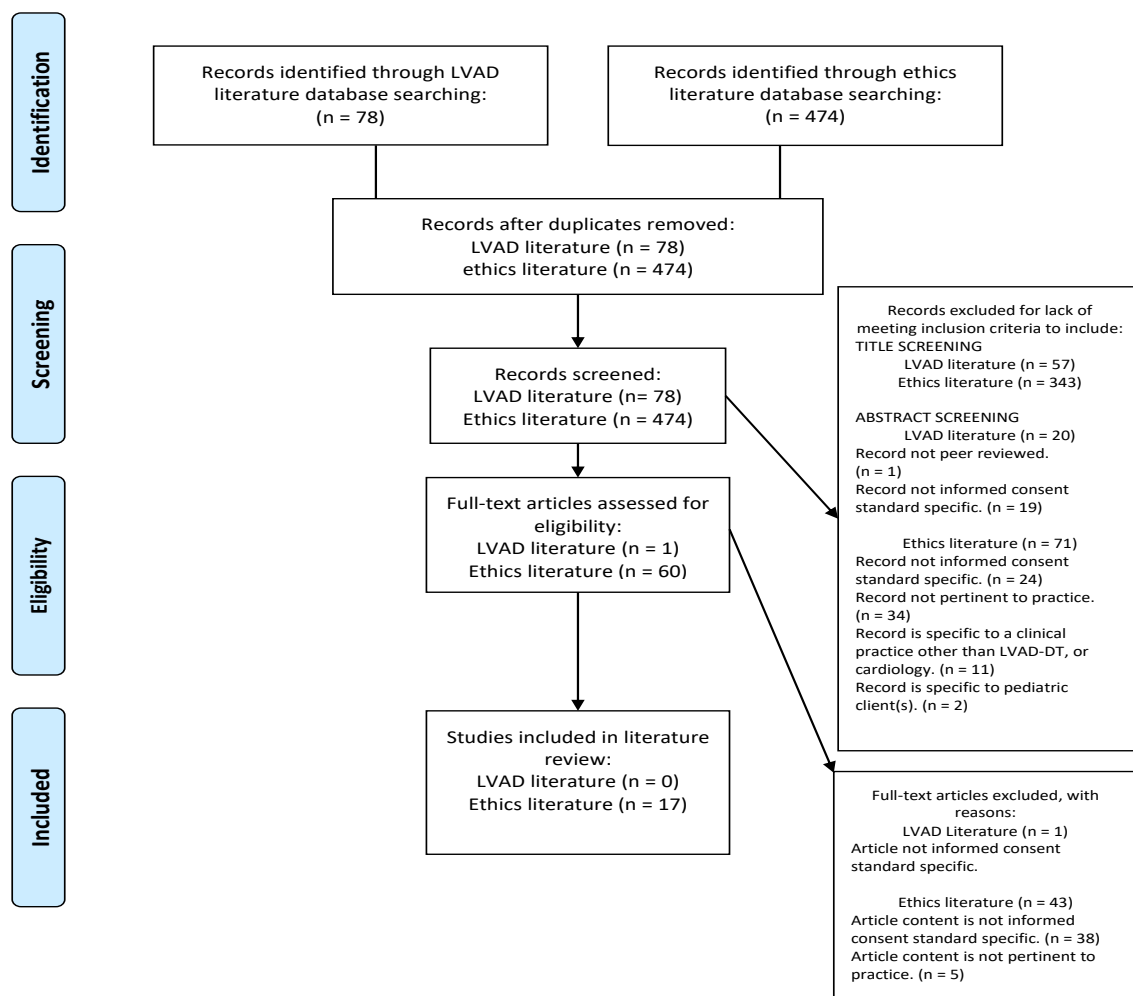 Identification
Records identified through LVAD
literature database searching:
(n = 78)
Records identified through ethics
literature database searching:
(n = 474)
Records after duplicates removed:
LVAD literature (n = 78)
ethics literature (n = 474)
Screening
Records screened:
LVAD literature (n= 78)
Ethics literature (n = 474)
Records excluded for lack of
meeting inclusion criteria to include:
TITLE SCREENING
LVAD literature (n = 57)
Ethics literature (n = 343)
ABSTRACT SCREENING
LVAD literature (n = 20)
Record not peer reviewed.
(n = 1)
Record not informed consent
standard specific. (n = 19)
Ethics literature (n = 71)
Record not informed consent
standard specific. (n = 24)
Record not pertinent to practice.
(n = 34)
Record is specific to a clinical
practice other than LVAD-DT, or
cardiology. (n = 11)
Record is specific to pediatric
client(s). (n = 2)
Eligibility
Full-text articles assessed for
eligibility:
LVAD literature (n = 1)
Ethics literature (n = 60)
Included
Studies included in literature
review:
LVAD literature (n = 0)
Ethics literature (n = 17)
Full-text articles excluded, with
reasons:
LVAD Literature (n = 1)
Article not informed consent
standard specific.
Ethics literature (n = 43)
Article content is not informed
consent standard specific. (n = 38)
Article content is not pertinent to
practice. (n = 5)